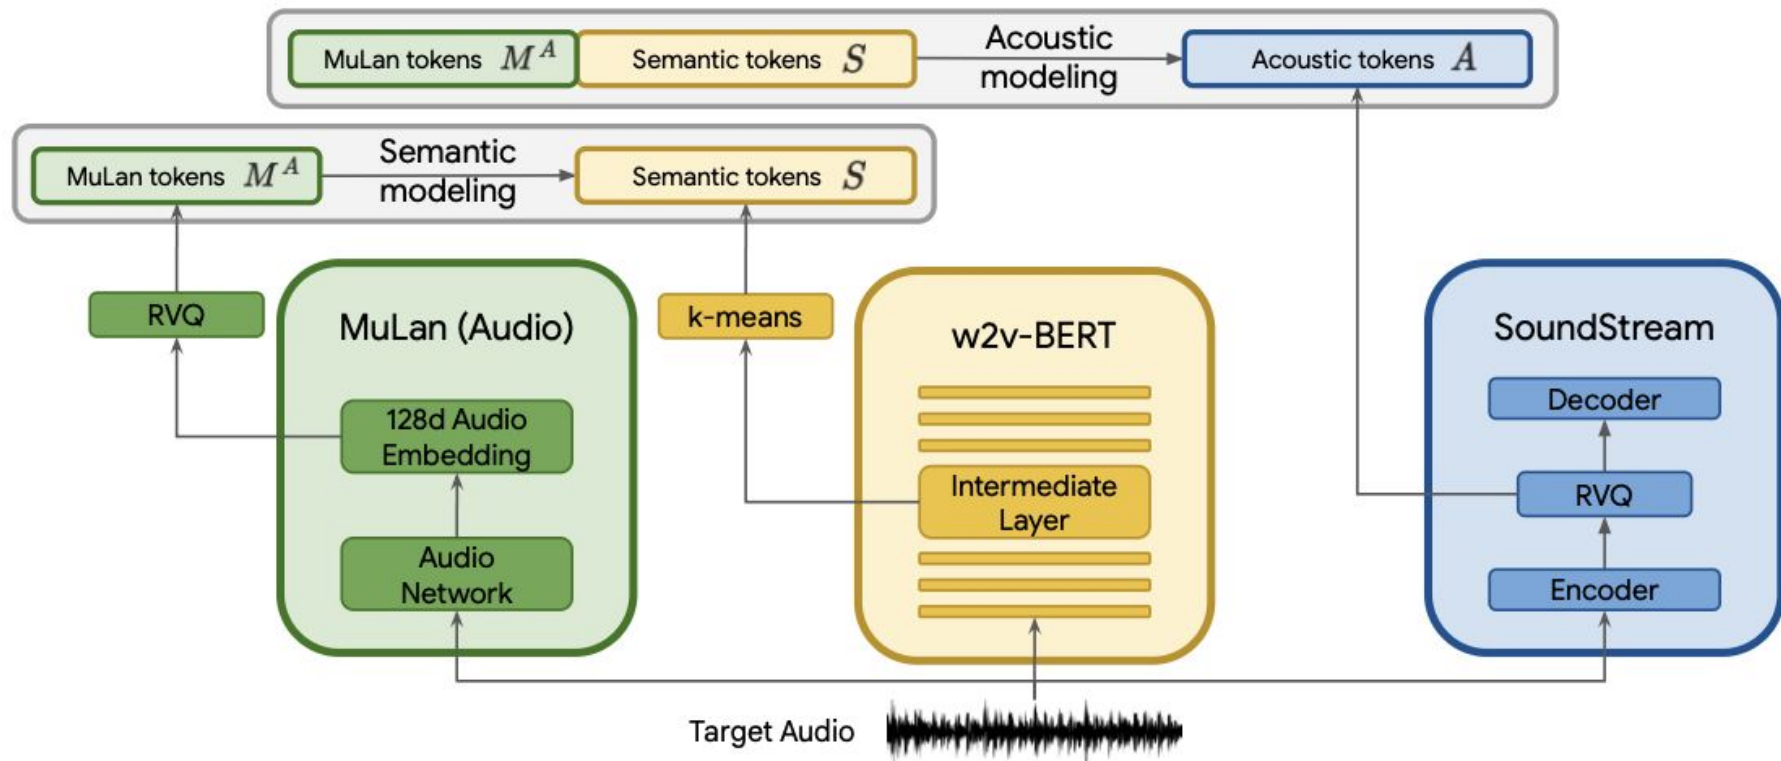 MuLan tokens M^A
Semantic tokens S
Acoustic
modeling
Acoustic tokens A
MuLan tokens M^A
Semantic
modeling
Semantic tokens S
RVQ
MuLan (Audio)
128d Audio
Embedding
Audio
Network
k-means
w2v-BERT
Intermediate
Layer
SoundStream
Decoder
RVQ
Encoder
Target Audio